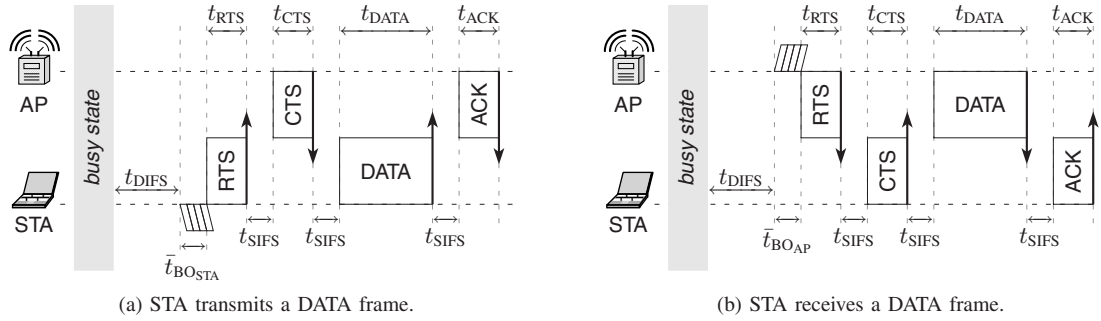 t_RTS t_CTS t_DATA t_ACK
AP
busy state
CTS
ACK
RTS
DATA
t_DIFS
STA
t_SIFS t_SIFS t_SIFS
t̄_BO_STA
(a) STA transmits a DATA frame.
t_RTS t_CTS t_DATA t_ACK
AP
busy state
RTS
DATA
CTS
ACK
t_DIFS
STA
t̄_BO_AP
t_SIFS t_SIFS t_SIFS
(b) STA receives a DATA frame.